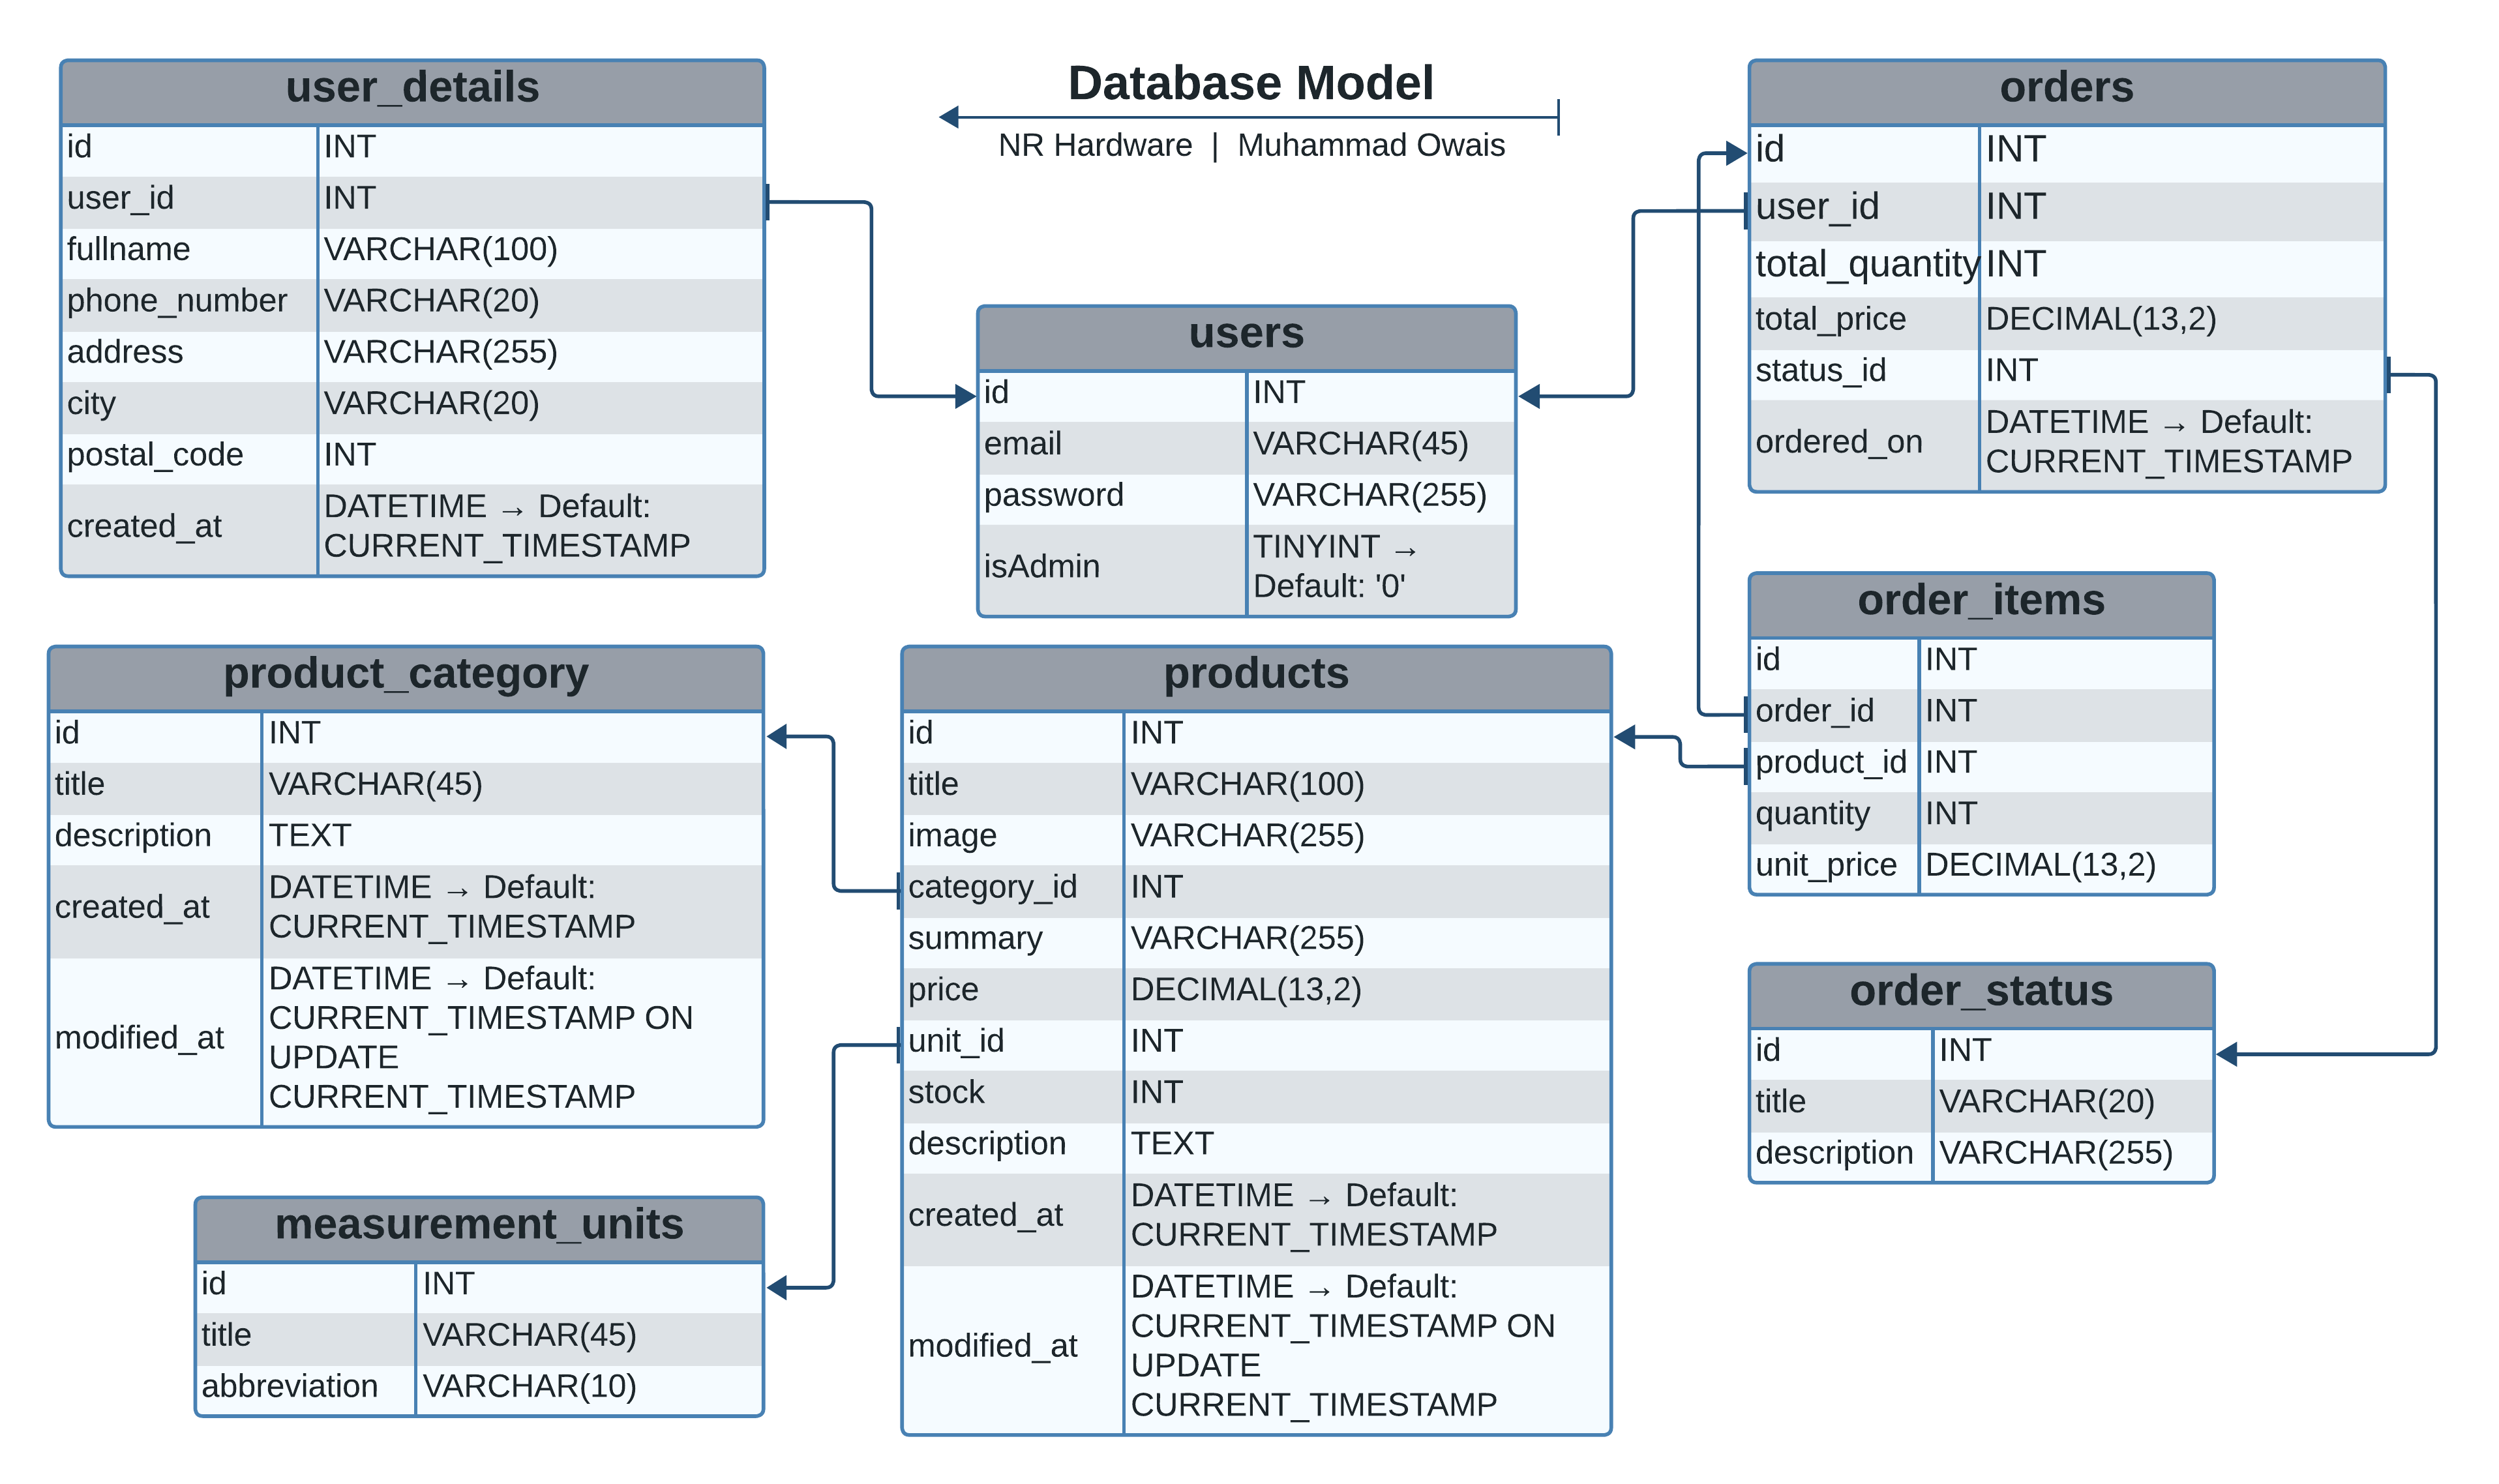 Database Model
NR Hardware | Muhammad Owais
user_details
id INT
user_id INT
fullname VARCHAR(100)
phone_number VARCHAR(20)
address VARCHAR(255)
city VARCHAR(20)
postal_code INT
created_at DATETIME → Default:
CURRENT_TIMESTAMP
users
id INT
email VARCHAR(45)
password VARCHAR(255)
isAdmin TINYINT →
Default: '0'
orders
id INT
user_id INT
total_quantity INT
total_price DECIMAL(13,2)
status_id INT
ordered_on DATETIME → Default:
CURRENT_TIMESTAMP
product_category
id INT
title VARCHAR(45)
description TEXT
created_at DATETIME → Default:
CURRENT_TIMESTAMP
modified_at DATETIME → Default:
CURRENT_TIMESTAMP ON
UPDATE
CURRENT_TIMESTAMP
products
id INT
title VARCHAR(100)
image VARCHAR(255)
category_id INT
summary VARCHAR(255)
price DECIMAL(13,2)
unit_id INT
stock INT
description TEXT
created_at DATETIME → Default:
CURRENT_TIMESTAMP
modified_at DATETIME → Default:
CURRENT_TIMESTAMP ON
UPDATE
CURRENT_TIMESTAMP
order_items
id INT
order_id INT
product_id INT
quantity INT
unit_price DECIMAL(13,2)
order_status
id INT
title VARCHAR(20)
description VARCHAR(255)
measurement_units
id INT
title VARCHAR(45)
abbreviation VARCHAR(10)